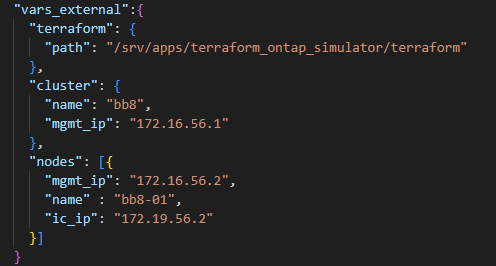 "vars_external":{
  "terraform": {
    "path": "/srv/apps/terraform_ontap_simulator/terraform"
  },
  "cluster": {
    "name": "bb8",
    "mgmt_ip": "172.16.56.1"
  },
  "nodes": [{
    "mgmt_ip": "172.16.56.2",
    "name" : "bb8-01",
    "ic_ip": "172.19.56.2"
  }]
}